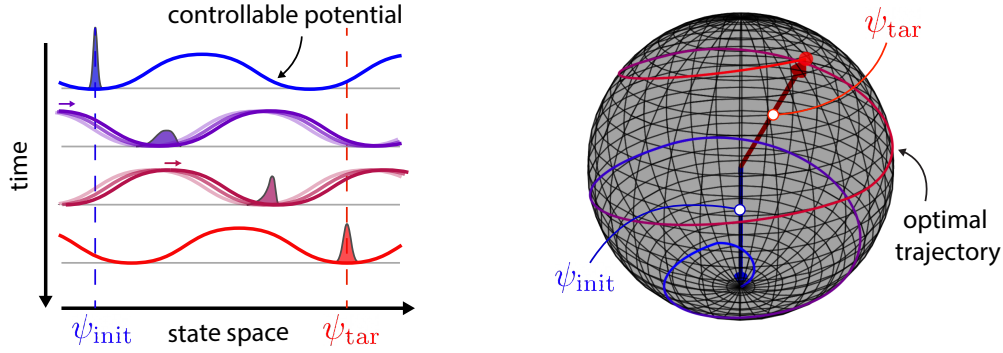 controllable potential
time
ψinit
state space
ψtar
ψtar
ψinit
optimal
trajectory